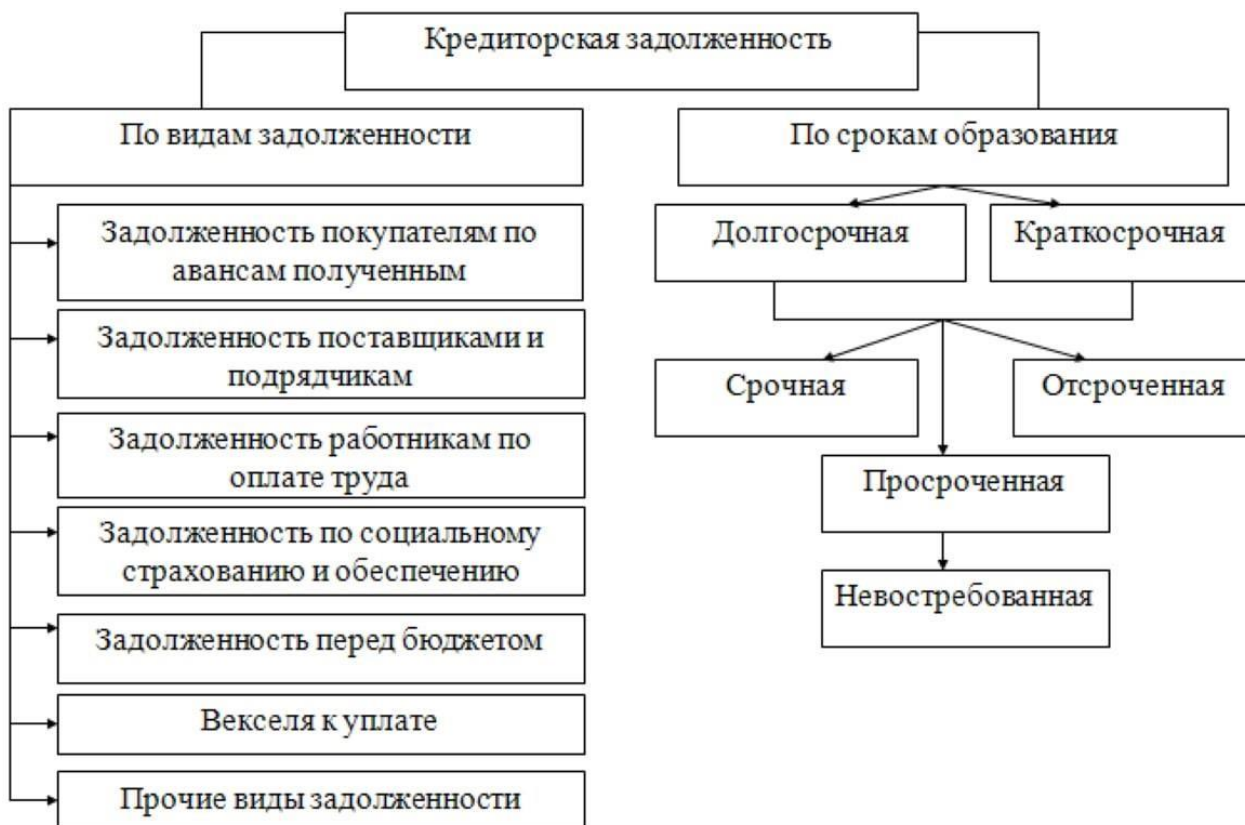 Кредиторская задолженность
По видам задолженности
Задолженность покупателям по
авансам полученным
Задолженность поставщиками и
подрядчикам
Задолженность работникам по
оплате труда
Задолженность по социальному
страхованию и обеспечению
Задолженность перед бюджетом
Векселя к уплате
Прочие виды задолженности
По срокам образования
Долгосрочная
Краткосрочная
Срочная
Отсроченная
Просроченная
Невостребованная